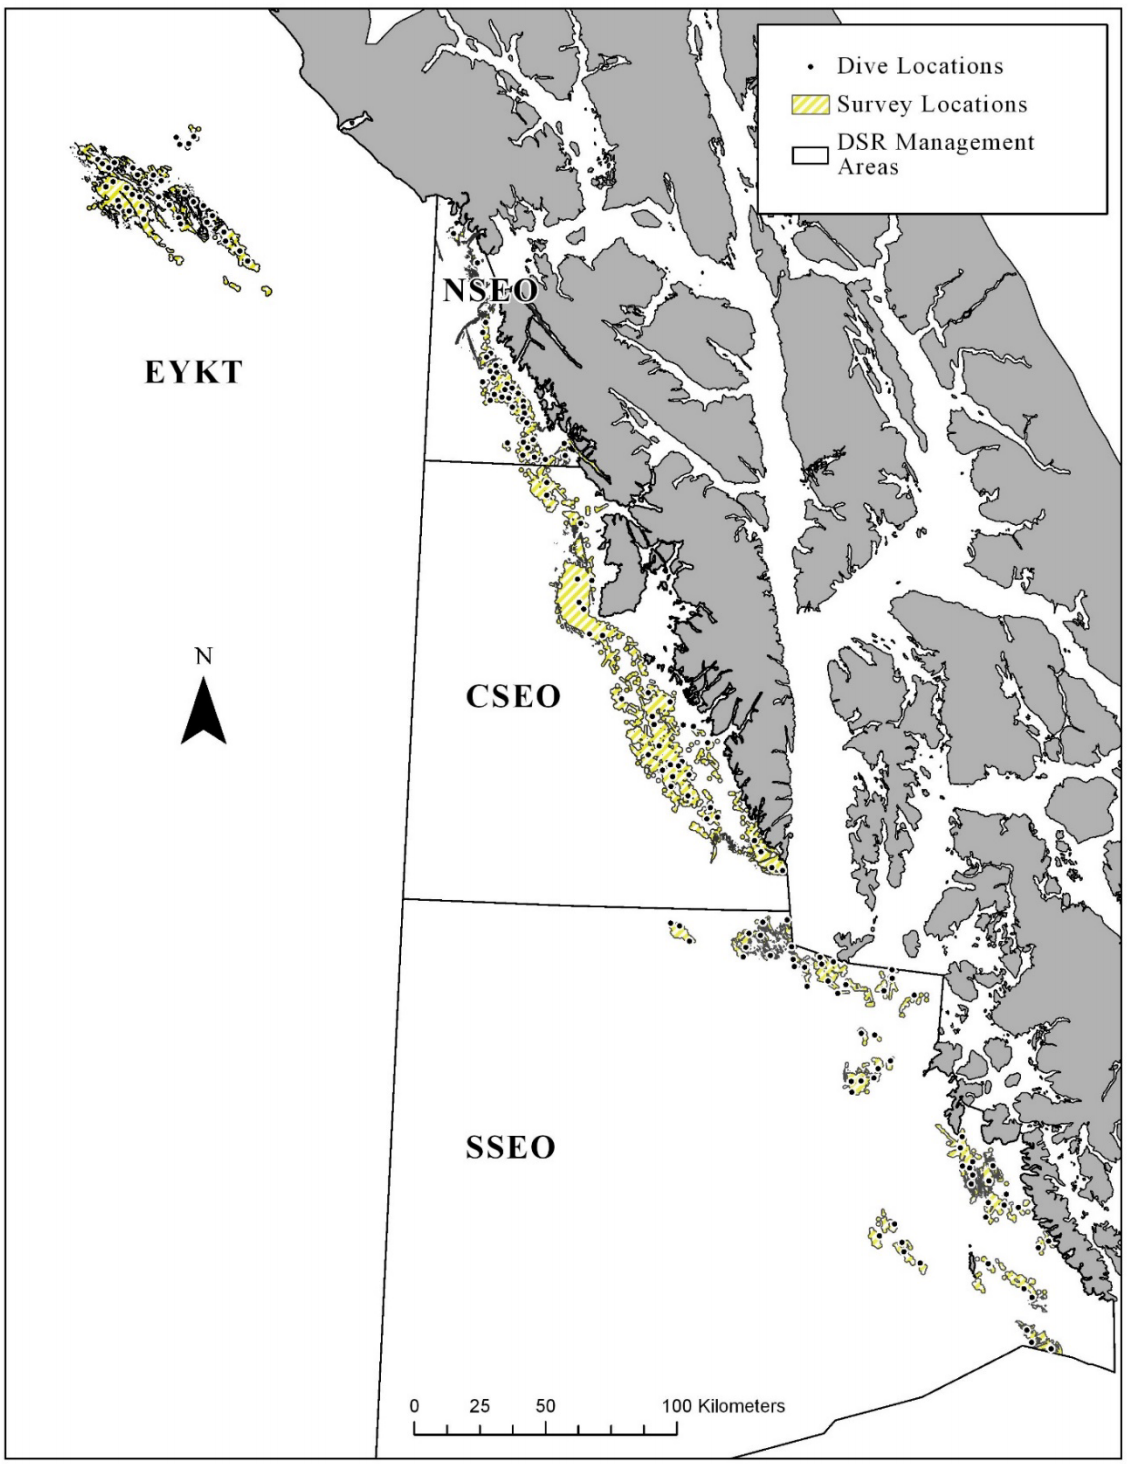 Dive Locations
Survey Locations
DSR Management
Areas
NSEO
EYKT
N
CSEO
SSEO
0 25 50 100 Kilometers